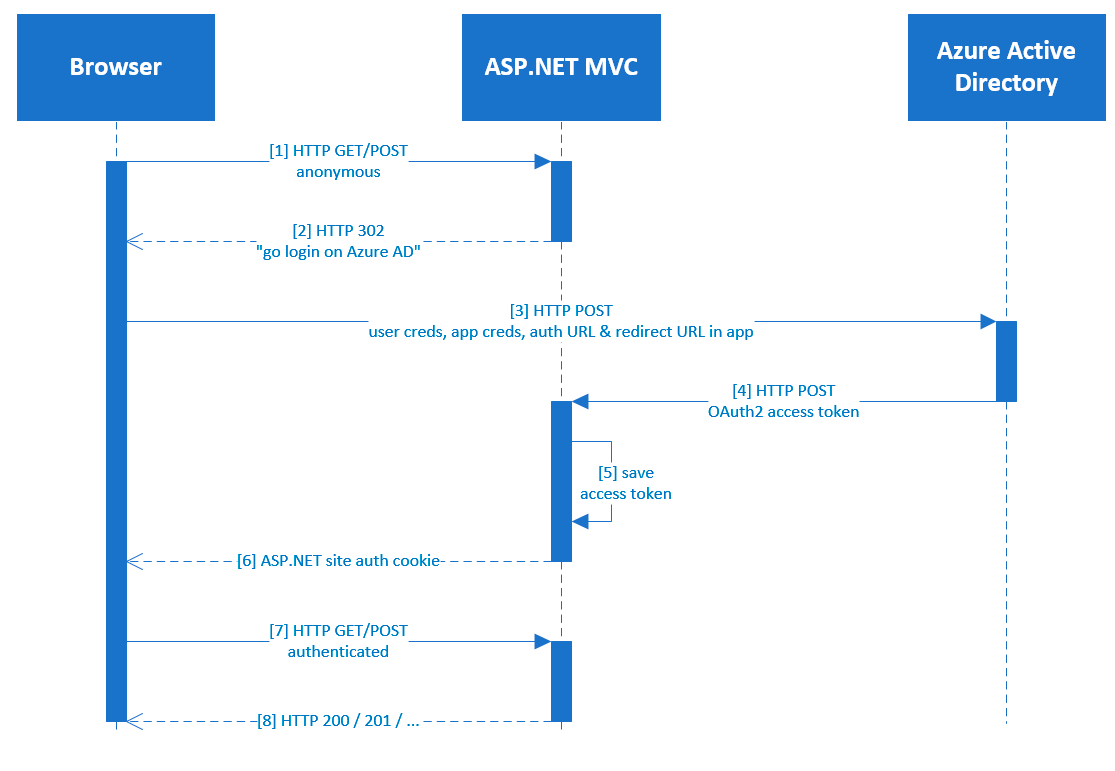 Browser
ASP.NET MVC
Azure Active
Directory
[1] HTTP GET/POST
anonymous
[2] HTTP 302
"go login on Azure AD"
[3] HTTP POST
user creds, app creds, auth URL & redirect URL in app
[4] HTTP POST
OAuth2 access token
[5] save
access token
[6] ASP.NET site auth cookie
[7] HTTP GET/POST
authenticated
[8] HTTP 200 / 201 / ...